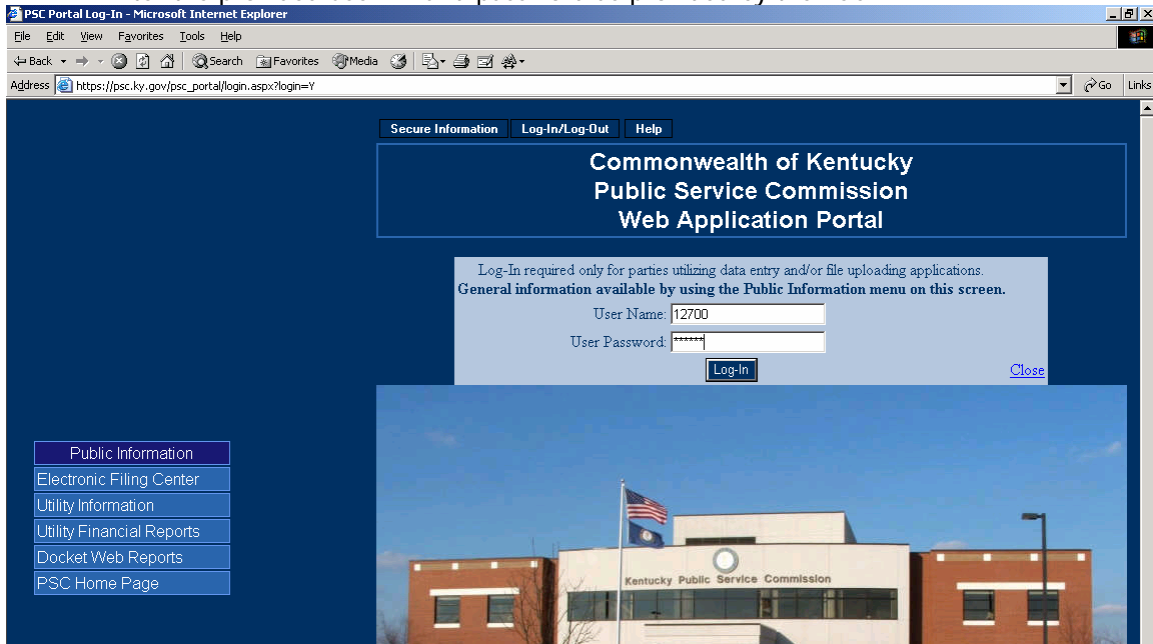 PSC Portal Log-In - Microsoft Internet Explorer
File Edit View Favorites Tools Help
Back Search Favorites Media
Address https://psc.ky.gov/psc_portal/login.aspx?login=Y Go Links
Secure Information Log-In/Log-Out Help
Commonwealth of Kentucky
Public Service Commission
Web Application Portal
Log-In required only for parties utilizing data entry and/or file uploading applications.
General information available by using the Public Information menu on this screen.
User Name: 12700
User Password: ******
Log-In Close
Public Information
Electronic Filing Center
Utility Information
Utility Financial Reports
Docket Web Reports
PSC Home Page
Kentucky Public Service Commission